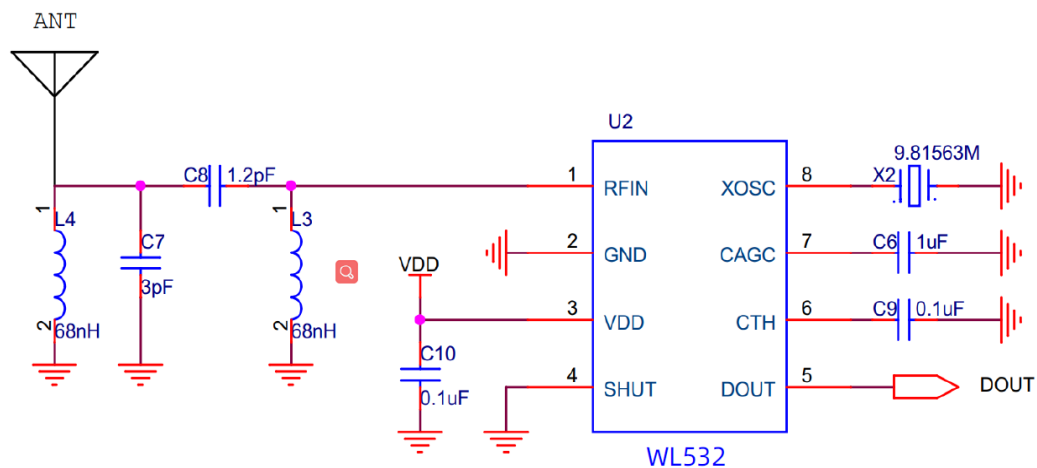 ANT
U2
C8 1.2pF
1 RFIN
XOSC 8
X2 9.81563M
1 L4
C7
3pF
2 68nH
1 L3
2 68nH
2 GND
CAGC 7
C6 1uF
VDD
3 VDD
CTH 6
C9 0.1uF
C10
0.1uF
4 SHUT
DOUT 5
DOUT
WL532